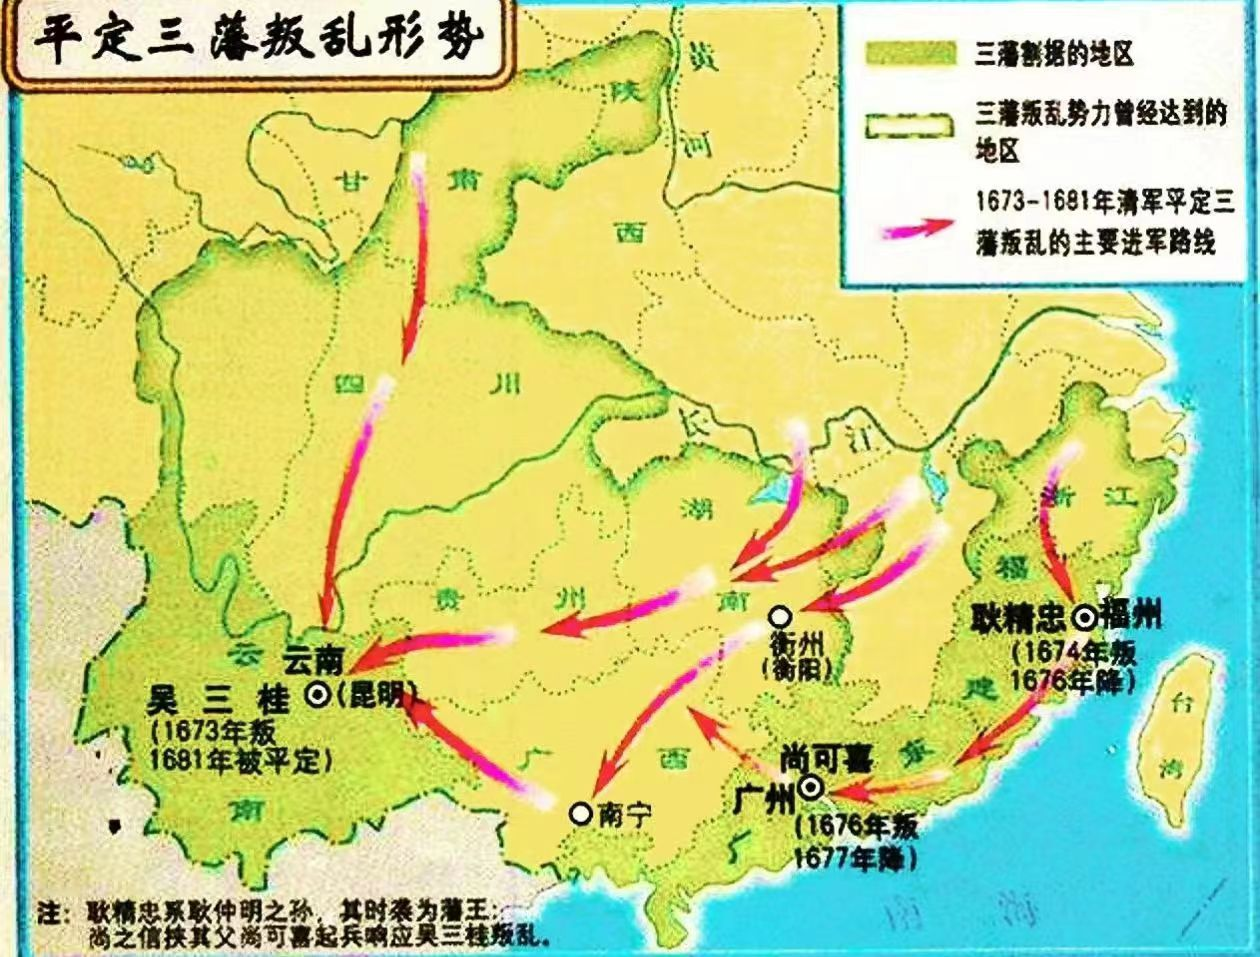 平定三藩叛乱形势
三藩割据的地区
三藩叛乱势力曾经达到的
地区
1673-1681年清军平定三
藩叛乱的主要进军路线
黄
河
陕
西
甘 肃
四 川
长 江
湖
南
浙 江
福
建
贵 州
云
南
广 西
广
东
台
湾
耿精忠
福州
(1674年叛
1676年降)
衡州
(衡阳)
云南
(昆明)
吴三桂
(1673年叛
1681年被平定)
尚可喜
广州
(1676年叛
1677年降)
南宁
南 海
注：耿精忠系耿仲明之孙，其时袭为藩王；
尚之信挟其父尚可喜起兵响应吴三桂叛乱。